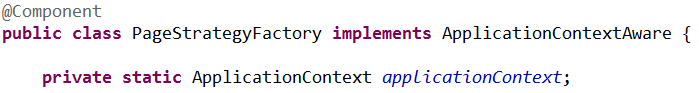 @Component
public class PageStrategyFactory implements ApplicationContextAware {
private static ApplicationContext applicationContext;